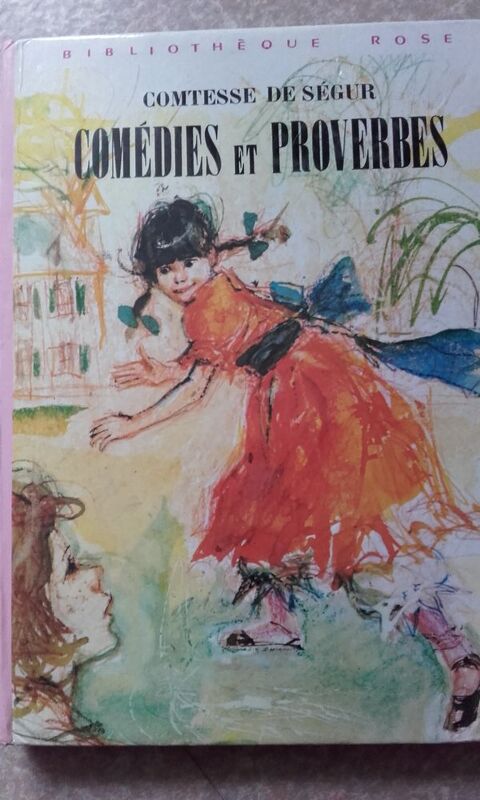 BIBLIOTHÈQUE ROSE
COMTESSE DE SÉGUR
COMÉDIES ET PROVERBES